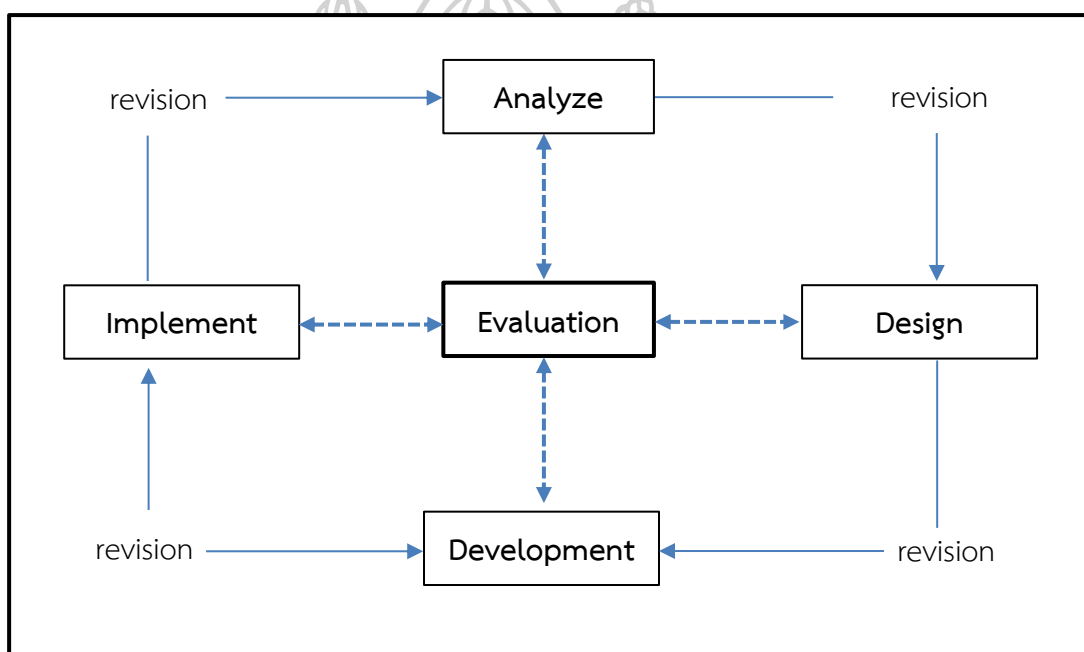 Analyze
revision
revision
Implement
Evaluation
Design
revision
Development
revision